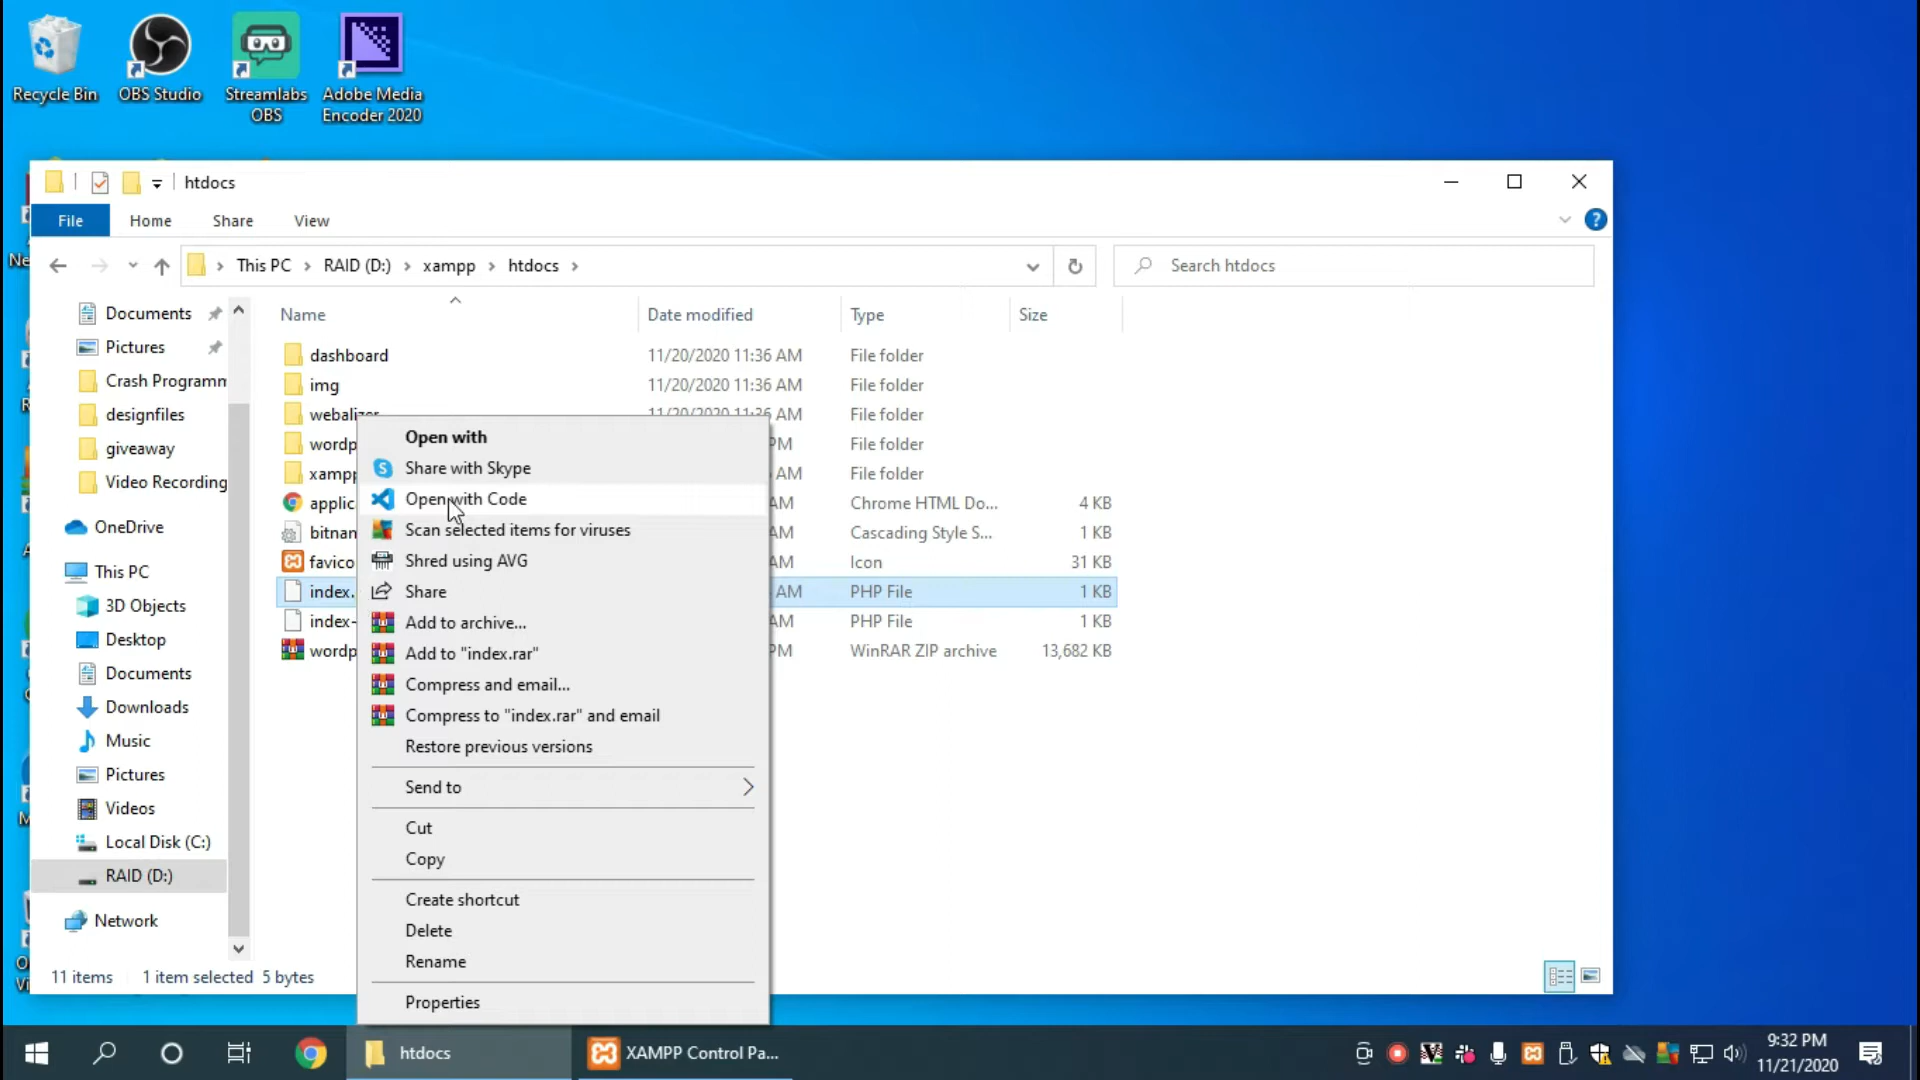 Recycle Bin
OBS Studio
Streamlabs
OBS
Adobe Media
Encoder 2020
htdocs
File
Home
Share
View
This PC
RAID (D:)
xampp
htdocs
Search htdocs
Documents
Pictures
Crash Programm
designfiles
giveaway
Video Recording
OneDrive
This PC
3D Objects
Desktop
Documents
Downloads
Music
Pictures
Videos
Local Disk (C:)
RAID (D:)
Network
Name Date modified Type Size
dashboard 11/20/2020 11:36 AM File folder
img 11/20/2020 11:36 AM File folder
webalizer 11/20/2020 11:36 AM File folder
wordp PM File folder
xampp AM File folder
applic AM Chrome HTML Do... 4 KB
bitnam AM Cascading Style S... 1 KB
favico AM Icon 31 KB
index. AM PHP File 1 KB
index- AM PHP File 1 KB
wordp PM WinRAR ZIP archive 13,682 KB
Open with
Share with Skype
Open with Code
Scan selected items for viruses
Shred using AVG
Share
Add to archive...
Add to "index.rar"
Compress and email...
Compress to "index.rar" and email
Restore previous versions
Send to
Cut
Copy
Create shortcut
Delete
Rename
Properties
11 items 1 item selected 5 bytes
htdocs
XAMPP Control Pa...
9:32 PM
11/21/2020